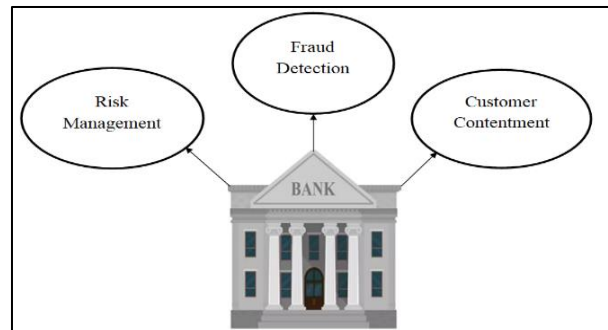 Fraud
Detection
Risk
Management
Customer
Contentment
BANK